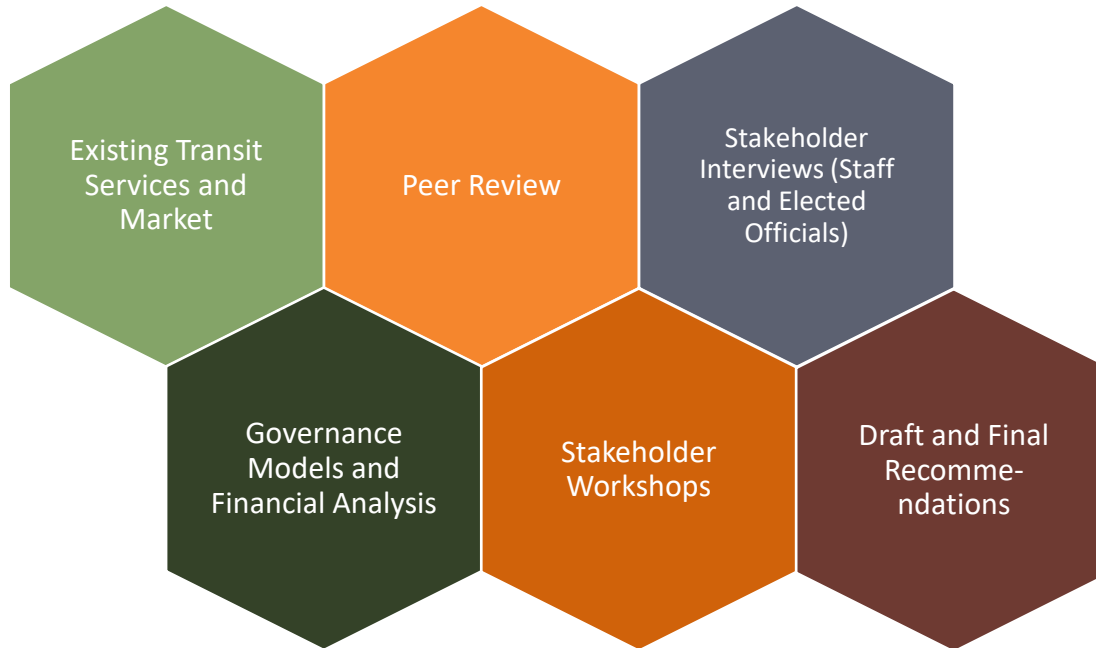 Existing Transit
Services and
Market
Peer Review
Stakeholder
Interviews (Staff
and Elected
Officials)
Governance
Models and
Financial Analysis
Stakeholder
Workshops
Draft and Final
Recomme-
ndations